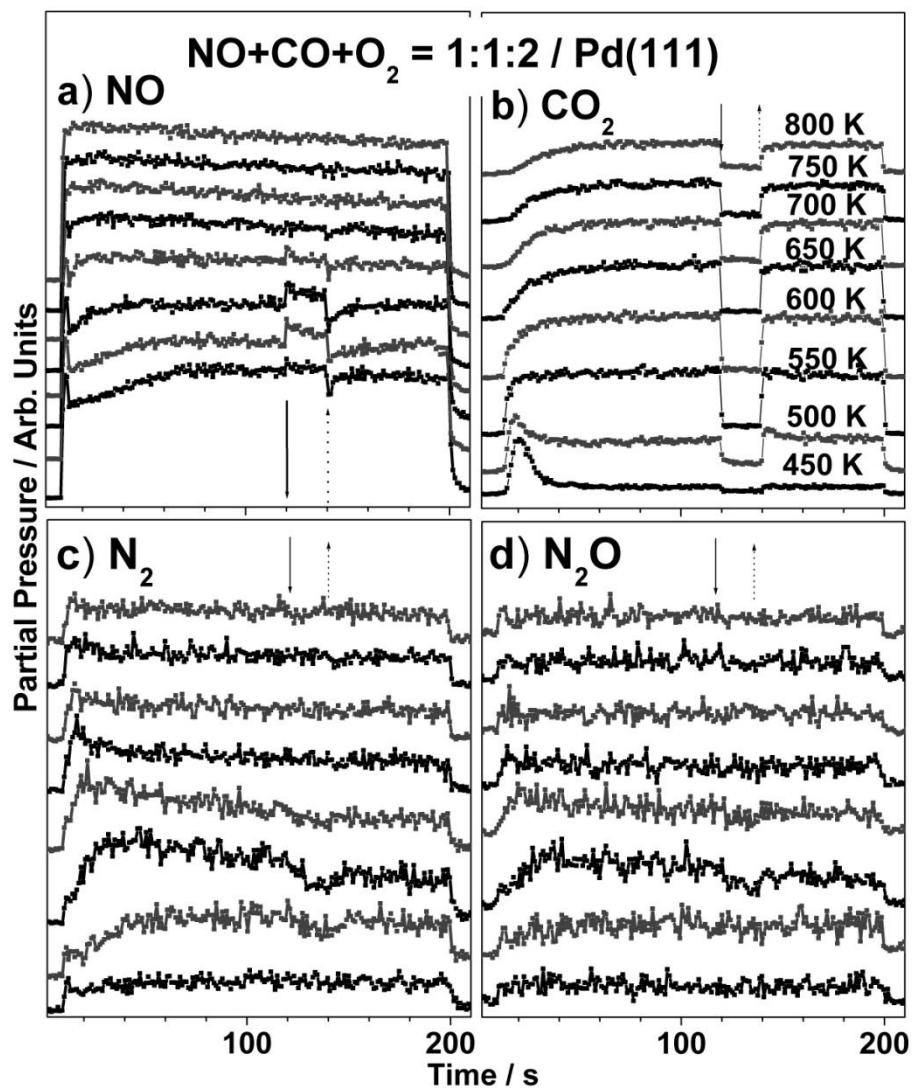 NO+CO+O₂ = 1:1:2 / Pd(111)
a) NO
b) CO₂
800 K
750 K
700 K
650 K
600 K
550 K
500 K
450 K
c) N₂
d) N₂O
Partial Pressure / Arb. Units
100
200
100
200
Time / s